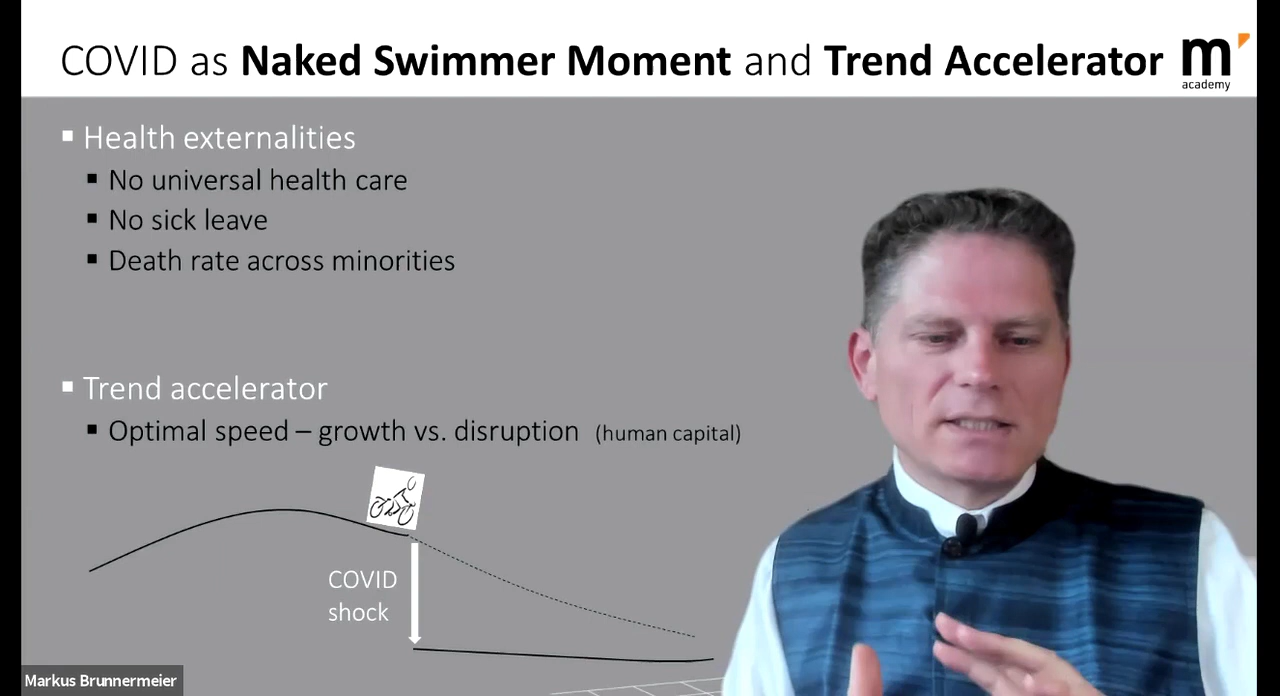 COVID as Naked Swimmer Moment and Trend Accelerator
m
academy
Health externalities
No universal health care
No sick leave
Death rate across minorities
Trend accelerator
Optimal speed – growth vs. disruption (human capital)
COVID
shock
Markus Brunnermeier